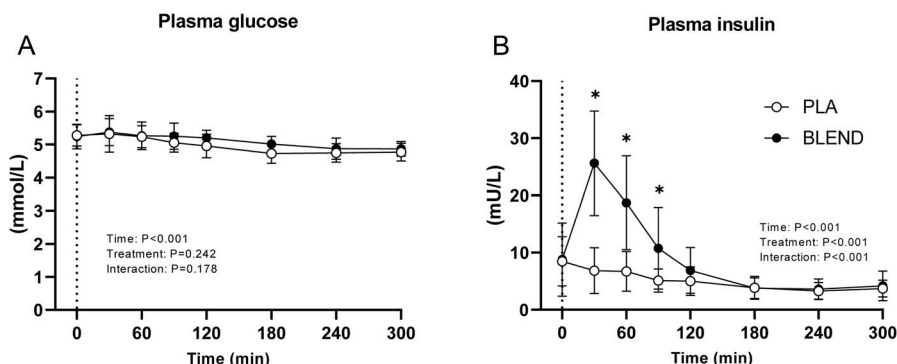 Plasma glucose
A
7
6
5
4
3
2
1
0
(mmol/L)
Time: P<0.001
Treatment: P=0.242
Interaction: P=0.178
0 60 120 180 240 300
Time (min)
Plasma insulin
B
40
30
20
10
0
(mU/L)
* * *
PLA
BLEND
Time: P<0.001
Treatment: P<0.001
Interaction: P<0.001
0 60 120 180 240 300
Time (min)